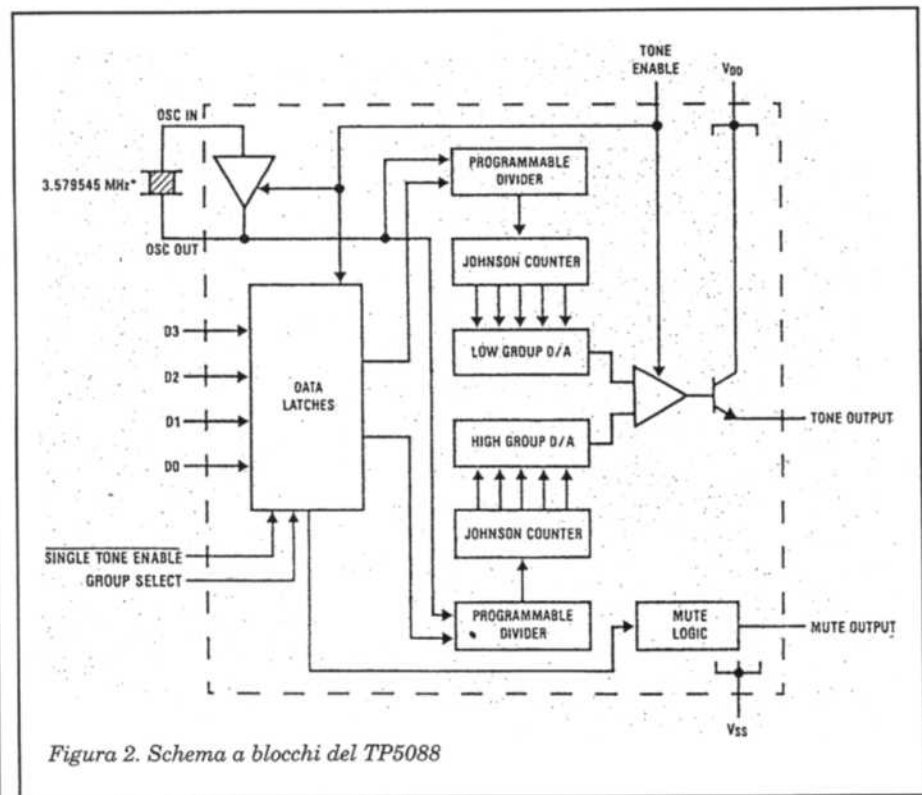 TONE
ENABLE
VDD
OSC IN
3.579545 MHz*
OSC OUT
PROGRAMMABLE
DIVIDER
JOHNSON COUNTER
D3
D2
D1
D0
DATA
LATCHES
LOW GROUP D/A
HIGH GROUP D/A
TONE OUTPUT
JOHNSON COUNTER
SINGLE TONE ENABLE
GROUP SELECT
PROGRAMMABLE
DIVIDER
MUTE
LOGIC
MUTE OUTPUT
VSS
Figura 2. Schema a blocchi del TP5088